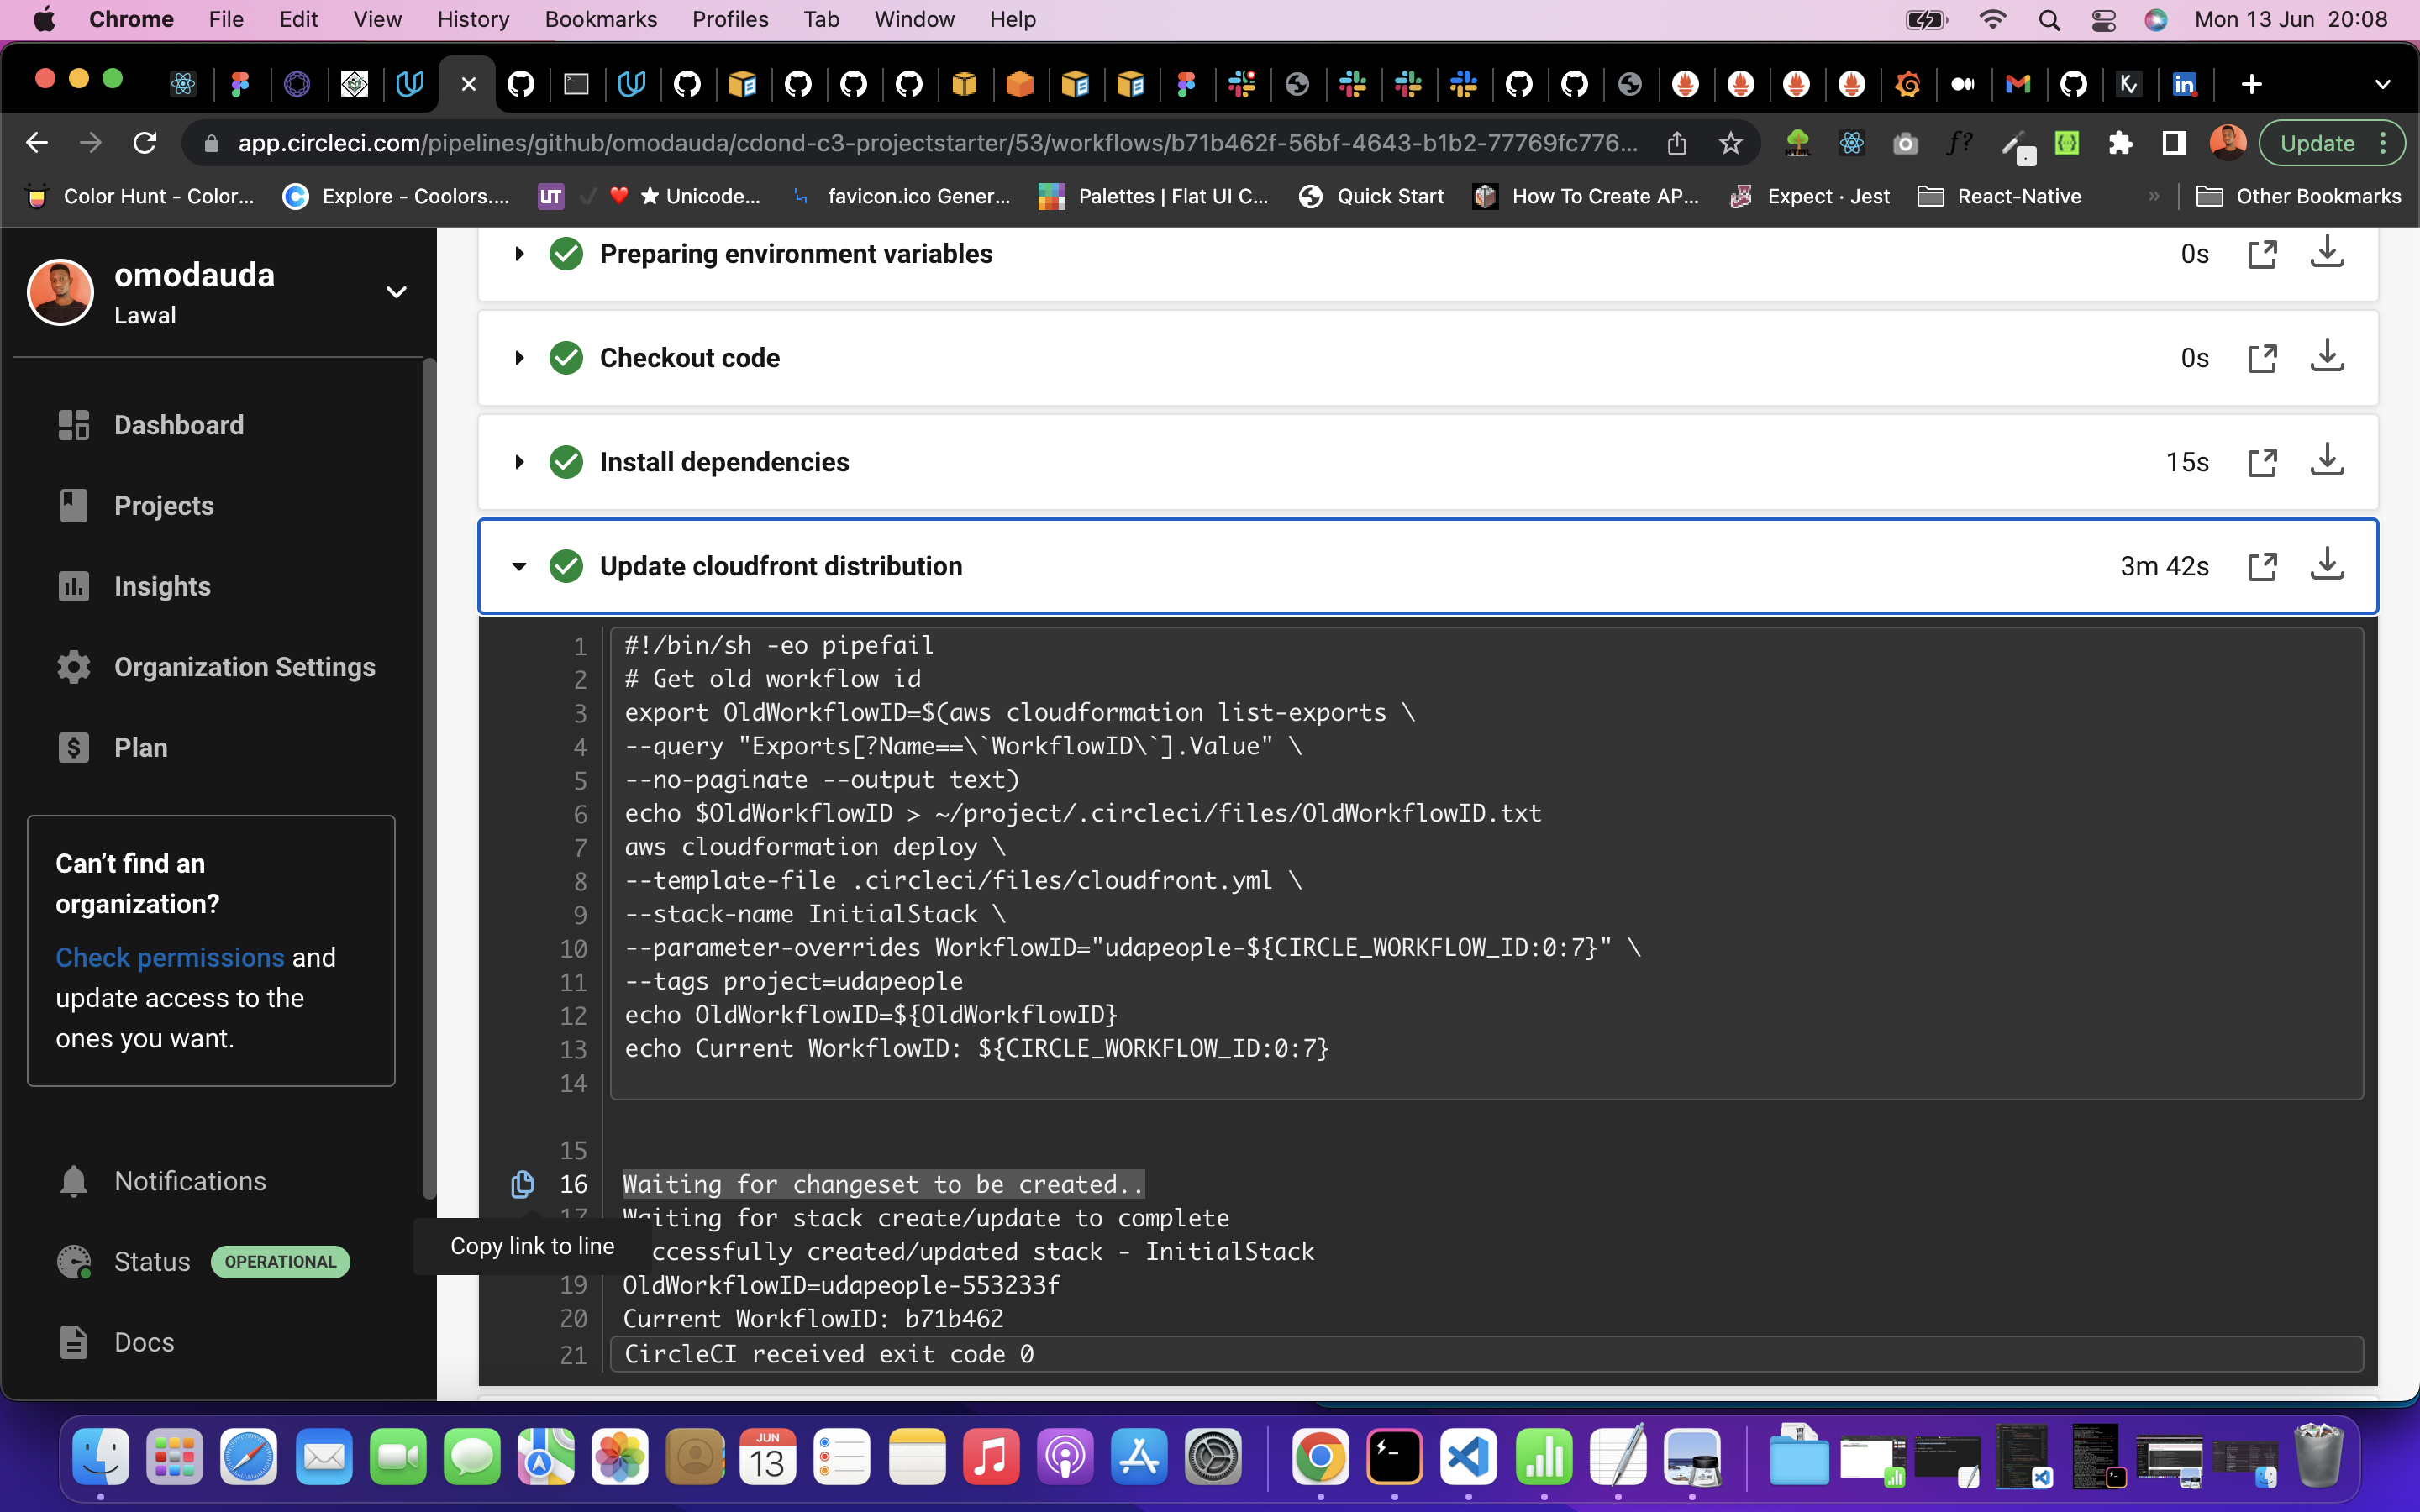 Chrome File Edit View History Bookmarks Profiles Tab Window Help Mon 13 Jun 20:08
app.circleci.com/pipelines/github/omodauda/cdond-c3-projectstarter/53/workflows/b71b462f-56bf-4643-b1b2-77769fc776... Update
Color Hunt - Color... Explore - Coolors.... UT ★ Unicode... favicon.ico Gener... Palettes | Flat UI C... Quick Start How To Create AP... Expect · Jest React-Native » Other Bookmarks
omodauda
Lawal
Dashboard
Projects
Insights
Organization Settings
Plan
Can’t find an
organization?
Check permissions and
update access to the
ones you want.
Notifications
Status OPERATIONAL
Docs
Preparing environment variables 0s
Checkout code 0s
Install dependencies 15s
Update cloudfront distribution 3m 42s
1 #!/bin/sh -eo pipefail
2 # Get old workflow id
3 export OldWorkflowID=$(aws cloudformation list-exports \
4 --query "Exports[?Name==\`WorkflowID\`].Value" \
5 --no-paginate --output text)
6 echo $OldWorkflowID > ~/project/.circleci/files/OldWorkflowID.txt
7 aws cloudformation deploy \
8 --template-file .circleci/files/cloudfront.yml \
9 --stack-name InitialStack \
10 --parameter-overrides WorkflowID="udapeople-${CIRCLE_WORKFLOW_ID:0:7}" \
11 --tags project=udapeople
12 echo OldWorkflowID=${OldWorkflowID}
13 echo Current WorkflowID: ${CIRCLE_WORKFLOW_ID:0:7}
14
15
16 Waiting for changeset to be created..
17 Waiting for stack create/update to complete
Copy link to line
ccessfully created/updated stack - InitialStack
19 OldWorkflowID=udapeople-553233f
20 Current WorkflowID: b71b462
21 CircleCI received exit code 0
JUN
13